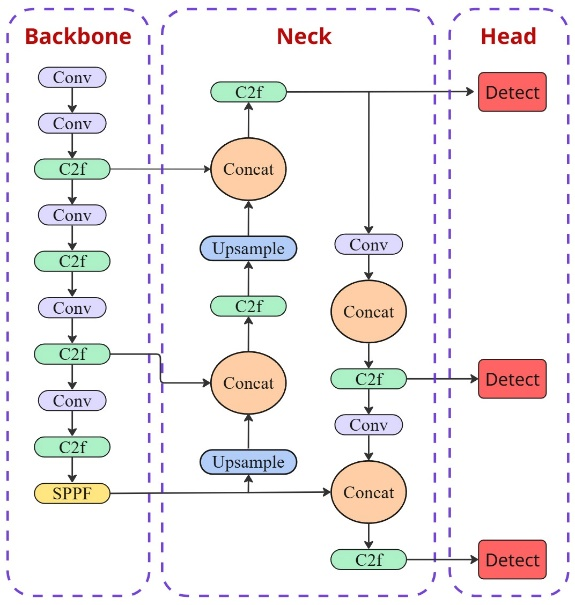 Backbone
Neck
Head
Conv
Conv
C2f
Conv
C2f
Conv
C2f
Conv
C2f
SPPF
C2f
Concat
Upsample
C2f
Concat
Upsample
Conv
Concat
C2f
Conv
Concat
C2f
Detect
Detect
Detect